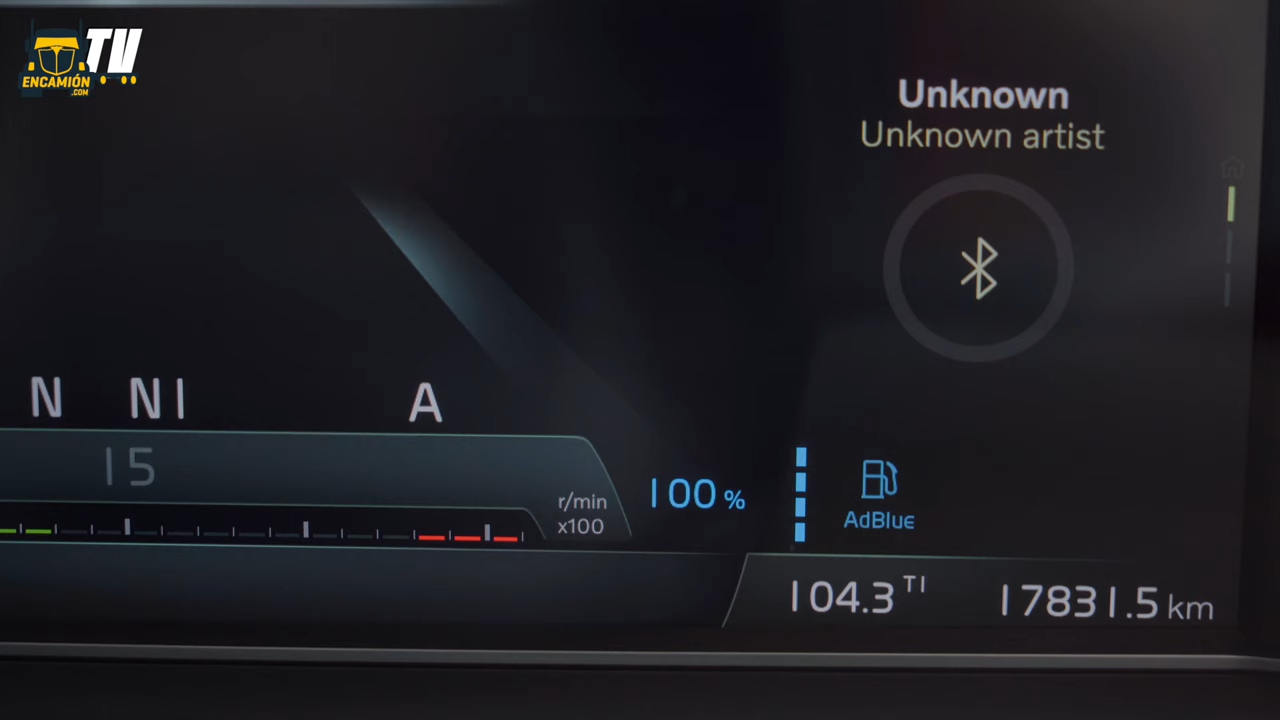 TV
ENCAMIÓN
.COM
Unknown
Unknown artist
N NI A
15
r/min
x100
100%
AdBlue
104.3 TI 17831.5 km